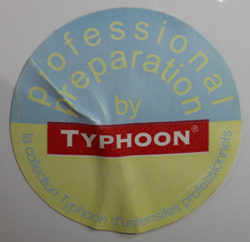 professional
preparation
by
TYPHOON®
la collection Typhoon d'ustensiles professionnels